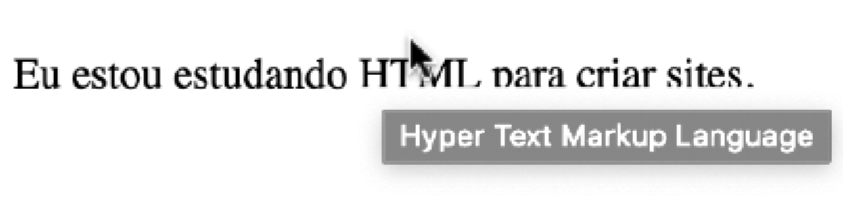 Eu estou estudando HTML para criar sites.
Hyper Text Markup Language